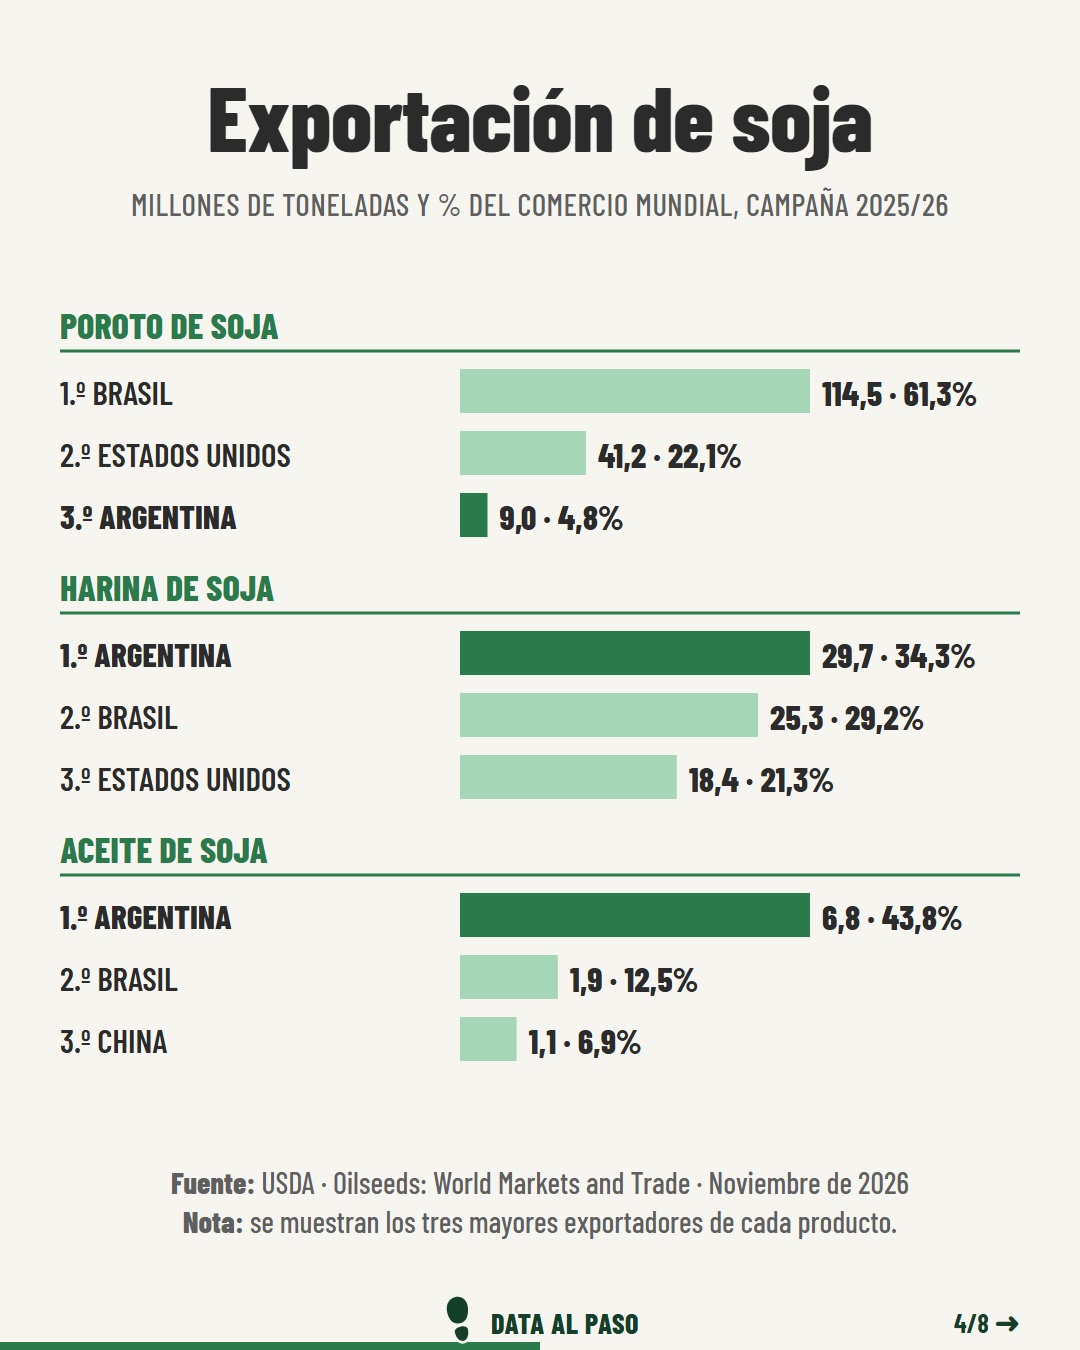 Exportación de soja
MILLONES DE TONELADAS Y % DEL COMERCIO MUNDIAL, CAMPAÑA 2025/26
POROTO DE SOJA
1.º BRASIL 114,5 · 61,3%
2.º ESTADOS UNIDOS 41,2 · 22,1%
3.º ARGENTINA 9,0 · 4,8%
HARINA DE SOJA
1.º ARGENTINA 29,7 · 34,3%
2.º BRASIL 25,3 · 29,2%
3.º ESTADOS UNIDOS 18,4 · 21,3%
ACEITE DE SOJA
1.º ARGENTINA 6,8 · 43,8%
2.º BRASIL 1,9 · 12,5%
3.º CHINA 1,1 · 6,9%
Fuente: USDA · Oilseeds: World Markets and Trade · Noviembre de 2026
Nota: se muestran los tres mayores exportadores de cada producto.
DATA AL PASO 4/8 →